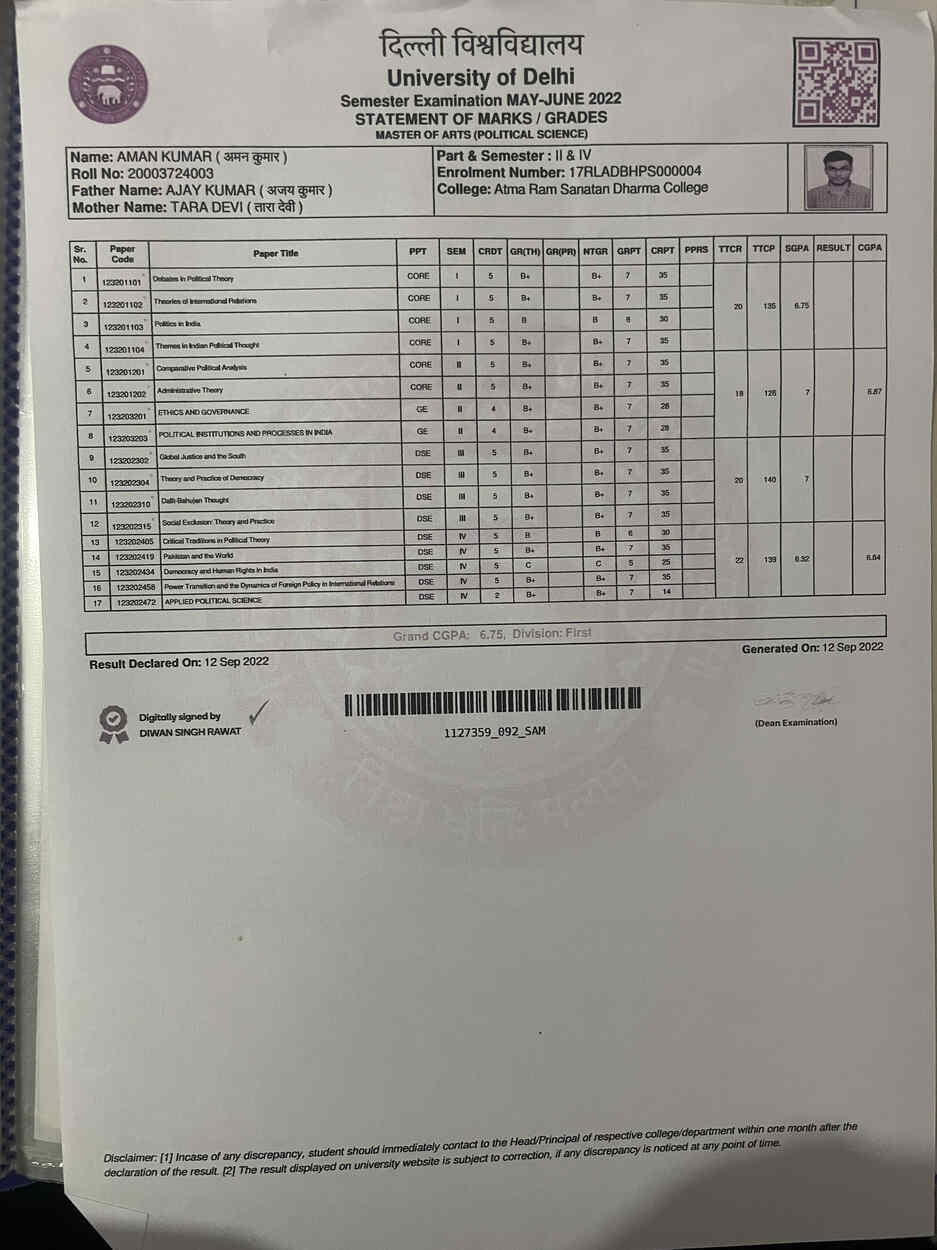 दिल्ली विश्वविद्यालय
University of Delhi
Semester Examination MAY-JUNE 2022
STATEMENT OF MARKS / GRADES
MASTER OF ARTS (POLITICAL SCIENCE)
Name: AMAN KUMAR ( अमन कुमार )
Roll No: 20003724003
Father Name: AJAY KUMAR ( अजय कुमार )
Mother Name: TARA DEVI ( तारा देवी )
Part & Semester : II & IV
Enrolment Number: 17RLADBHPS000004
College: Atma Ram Sanatan Dharma College
Sr. No. Paper Code Paper Title PPT SEM CRDT GR(TH) GR(PR) NTGR GRPT CRPT PPRS TTCR TTCP SGPA RESULT CGPA
1 123201101* Debates in Political Theory CORE I 5 B+ B+ 7 35
2 123201102* Theories of International Relations CORE I 5 B+ B+ 7 35
3 123201103* Politics in India CORE I 5 B B 6 30
4 123201104* Themes in Indian Political Thought CORE I 5 B+ B+ 7 35
20 135 6.75
5 123201201* Comparative Political Analysis CORE II 5 B+ B+ 7 35
6 123201202* Administrative Theory CORE II 5 B+ B+ 7 35
7 123203201* ETHICS AND GOVERNANCE GE II 4 B+ B+ 7 28
8 123203203* POLITICAL INSTITUTIONS AND PROCESSES IN INDIA GE II 4 B+ B+ 7 28
18 126 7 6.87
9 123202302* Global Justice and the South DSE III 5 B+ B+ 7 35
10 123202304* Theory and Practice of Democracy DSE III 5 B+ B+ 7 35
11 123202310* Dalit-Bahujan Thought DSE III 5 B+ B+ 7 35
12 123202315* Social Exclusion: Theory and Practice DSE III 5 B+ B+ 7 35
20 140 7
13 123202405 Critical Traditions in Political Theory DSE IV 5 B B 6 30
14 123202419 Pakistan and the World DSE IV 5 B+ B+ 7 35
15 123202434 Democracy and Human Rights in India DSE IV 5 C C 5 25
16 123202458 Power Transition and the Dynamics of Foreign Policy in International Relations DSE IV 5 B+ B+ 7 35
17 123202472 APPLIED POLITICAL SCIENCE DSE IV 2 B+ B+ 7 14
22 139 6.32 6.64
Grand CGPA: 6.75, Division: First
Result Declared On: 12 Sep 2022
Generated On: 12 Sep 2022
Digitally signed by
DIWAN SINGH RAWAT
1127359_092_SAM
(Dean Examination)
Disclaimer: [1] Incase of any discrepancy, student should immediately contact to the Head/Principal of respective college/department within one month after the
declaration of the result. [2] The result displayed on university website is subject to correction, if any discrepancy is noticed at any point of time.